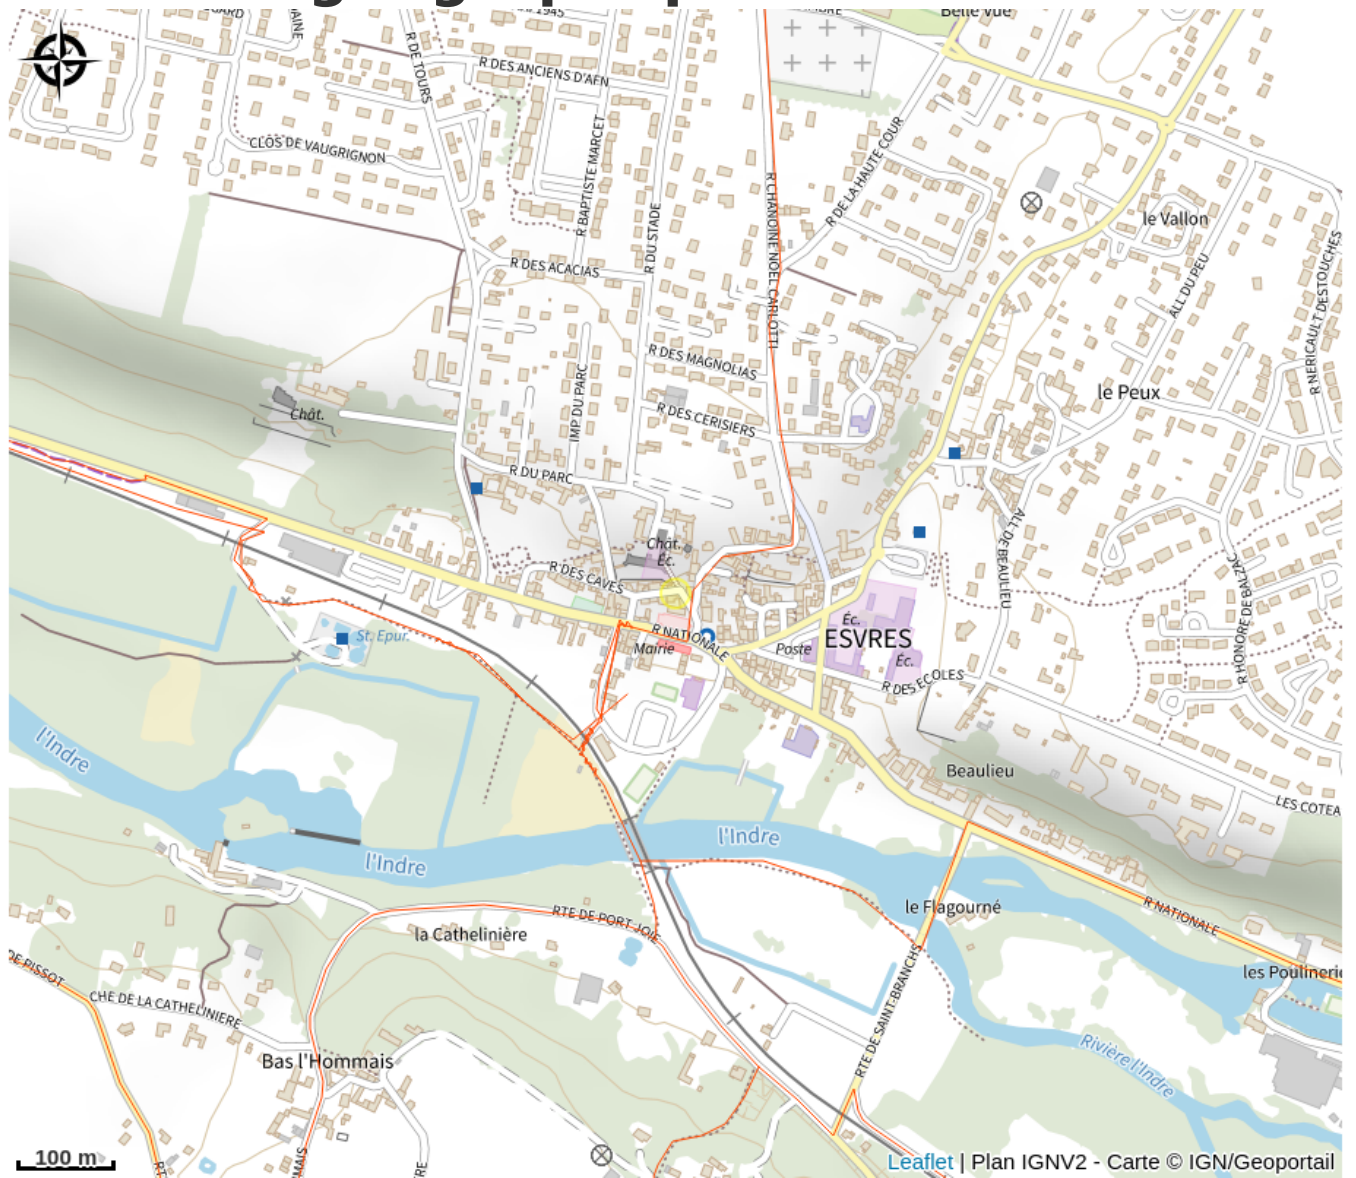 Belle Vue
R DE TOURS
R DES ANCIENS D'AFN
CLOS DE VAUGRIGNON
R BAPTISTE MARCET
R DU STADE
R CHANOINE NOEL CARLOTTI
R DE LA HAUTE COUR
le Vallon
ALL DU PEU
R NERICAULT DESTOUCHES
R DES ACACIAS
R DES MAGNOLIAS
IMP DU PARC
R DES CERISIERS
le Peux
Chât.
R DU PARC
ALL DE BEAULIEU
Chât.
Éc.
R DES CAVES
R HONORE DE BALZAC
St. Epur.
R NATIONALE
Mairie
Poste
Éc.
ESVRES
Éc.
R DES ECOLES
l'Indre
Beaulieu
LES COTEA
l'Indre
l'Indre
le Flagourné
R NATIONALE
RTE DE PORT JOIE
la Cathelinière
les Poulinerie
DE PISSOT
CHE DE LA CATHELINIERE
RTE DE SAINT-BRANCHS
Bas l'Hommais
Rivière l'Indre
MAIS
100 m
Leaflet | Plan IGNV2 - Carte © IGN/Geoportail